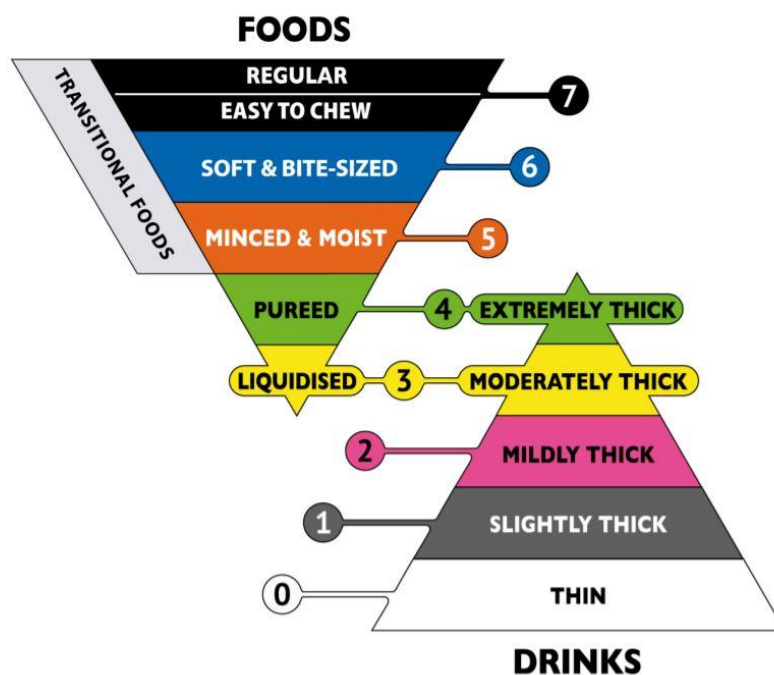 FOODS
TRANSITIONAL FOODS
REGULAR
EASY TO CHEW
7
SOFT & BITE-SIZED
6
MINCED & MOIST
5
PUREED
4
EXTREMELY THICK
LIQUIDISED
3
MODERATELY THICK
2
MILDLY THICK
1
SLIGHTLY THICK
0
THIN
DRINKS